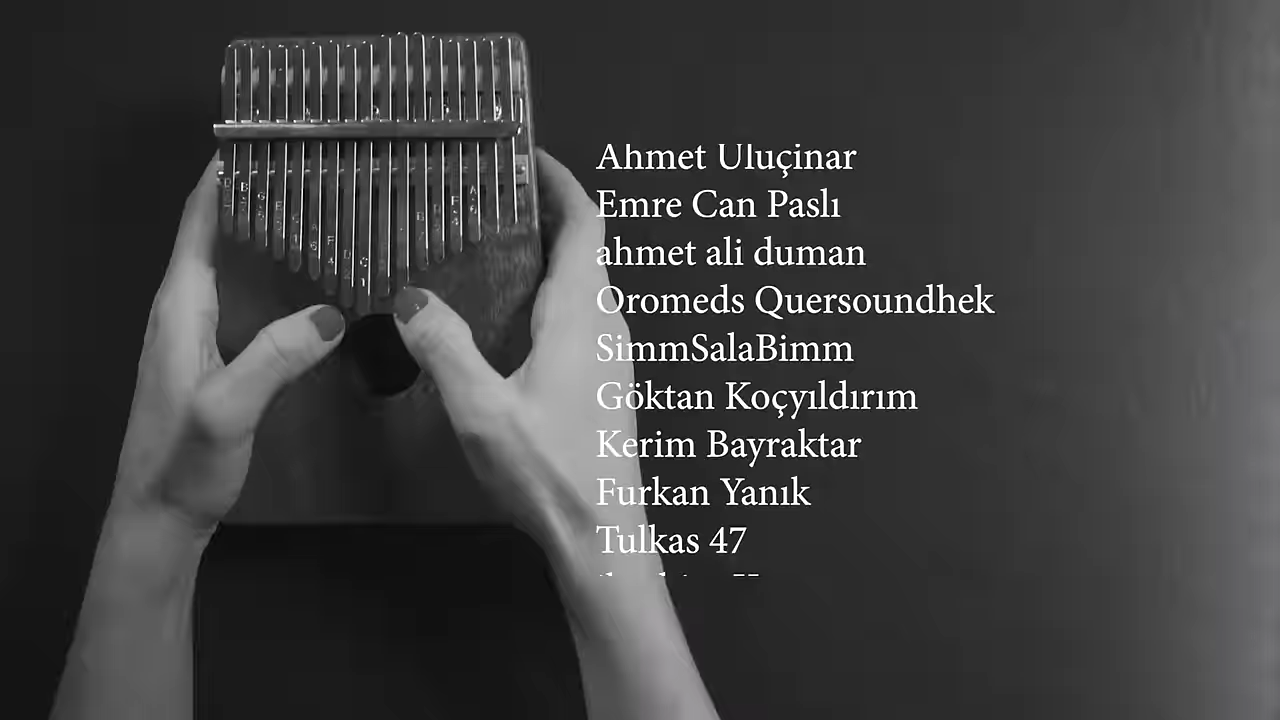 Ahmet Uluçinar
Emre Can Paslı
ahmet ali duman
Oromeds Quersoundhek
SimmSalaBimm
Göktan Koçyıldırım
Kerim Bayraktar
Furkan Yanık
Tulkas 47